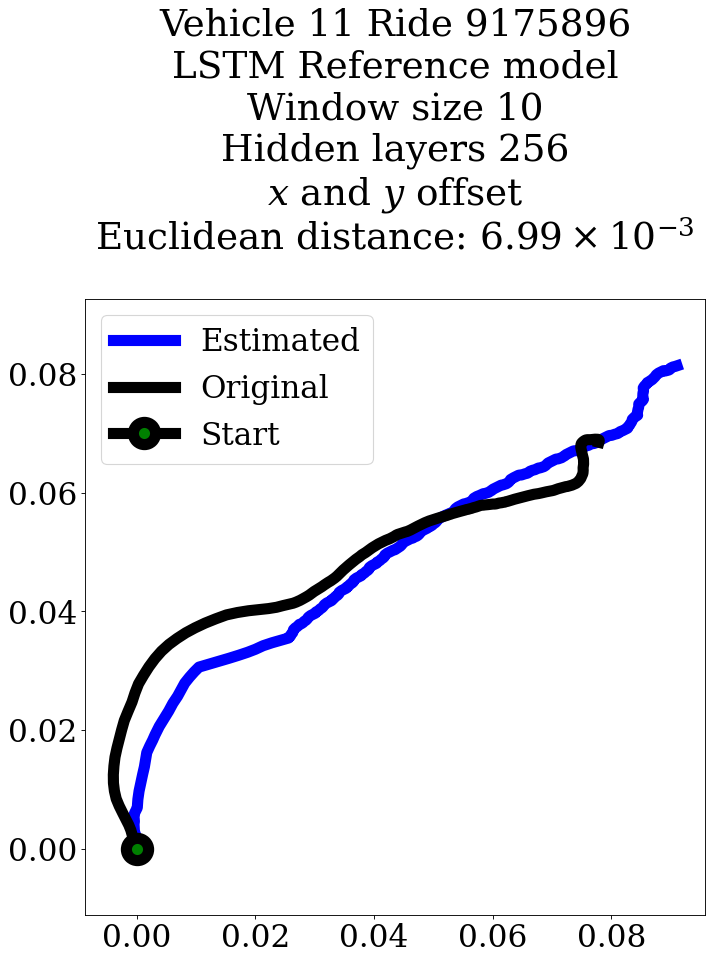 Vehicle 11 Ride 9175896
LSTM Reference model
Window size 10
Hidden layers 256
x and y offset
Euclidean distance: 6.99 × 10⁻³
Estimated
Original
Start
0.08
0.06
0.04
0.02
0.00
0.00 0.02 0.04 0.06 0.08